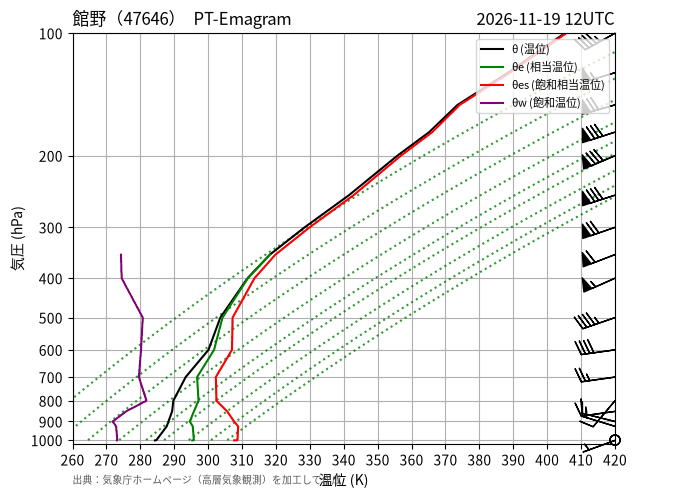 館野（47646） PT-Emagram
2026-11-19 12UTC
θ (温位)
θe (相当温位)
θes (飽和相当温位)
θw (飽和温位)
気圧 (hPa)
100
200
300
400
500
600
700
800
900
1000
260 270 280 290 300 310 320 330 340 350 360 370 380 390 400 410 420
温位 (K)
出典：気象庁ホームページ（高層気象観測）を加工して